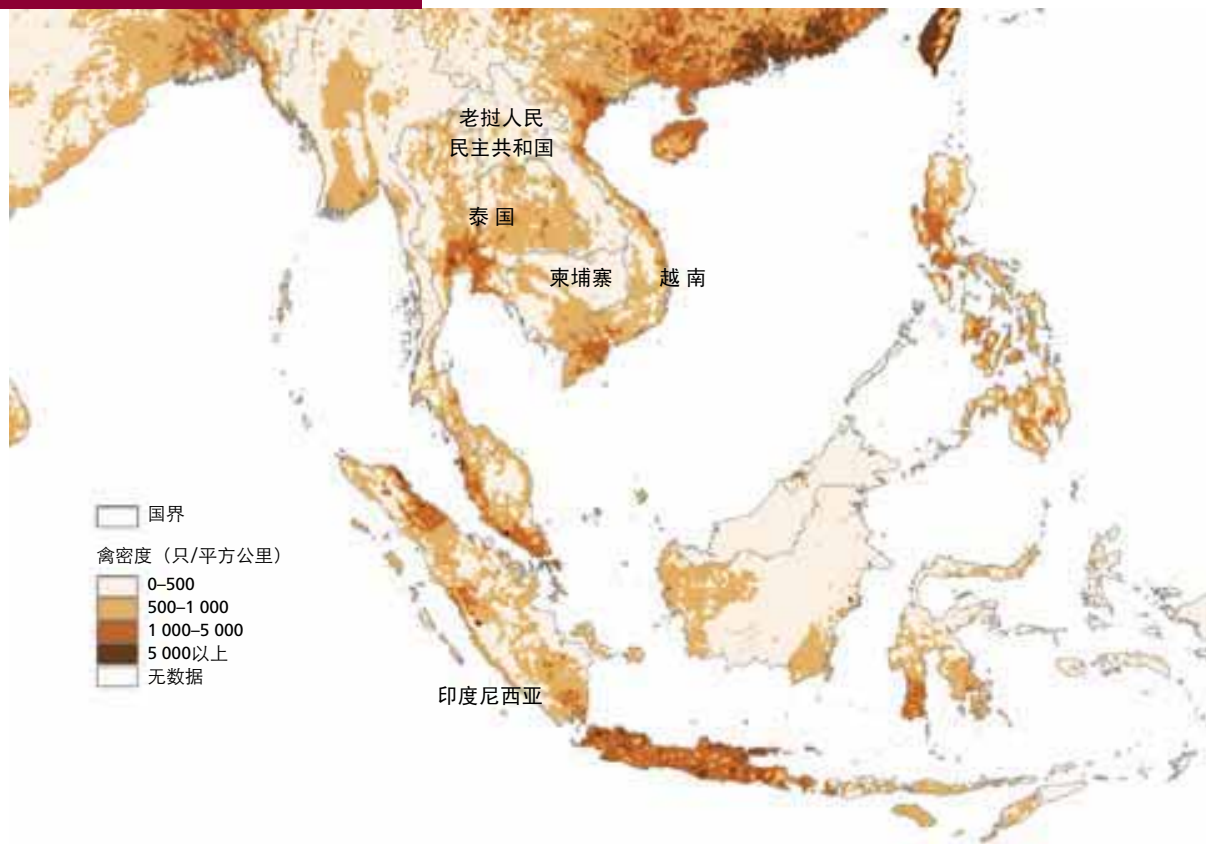 老挝人民
民主共和国
泰 国
柬埔寨
越 南
国界
禽密度（只/平方公里）
0–500
500–1 000
1 000–5 000
5 000以上
无数据
印度尼西亚